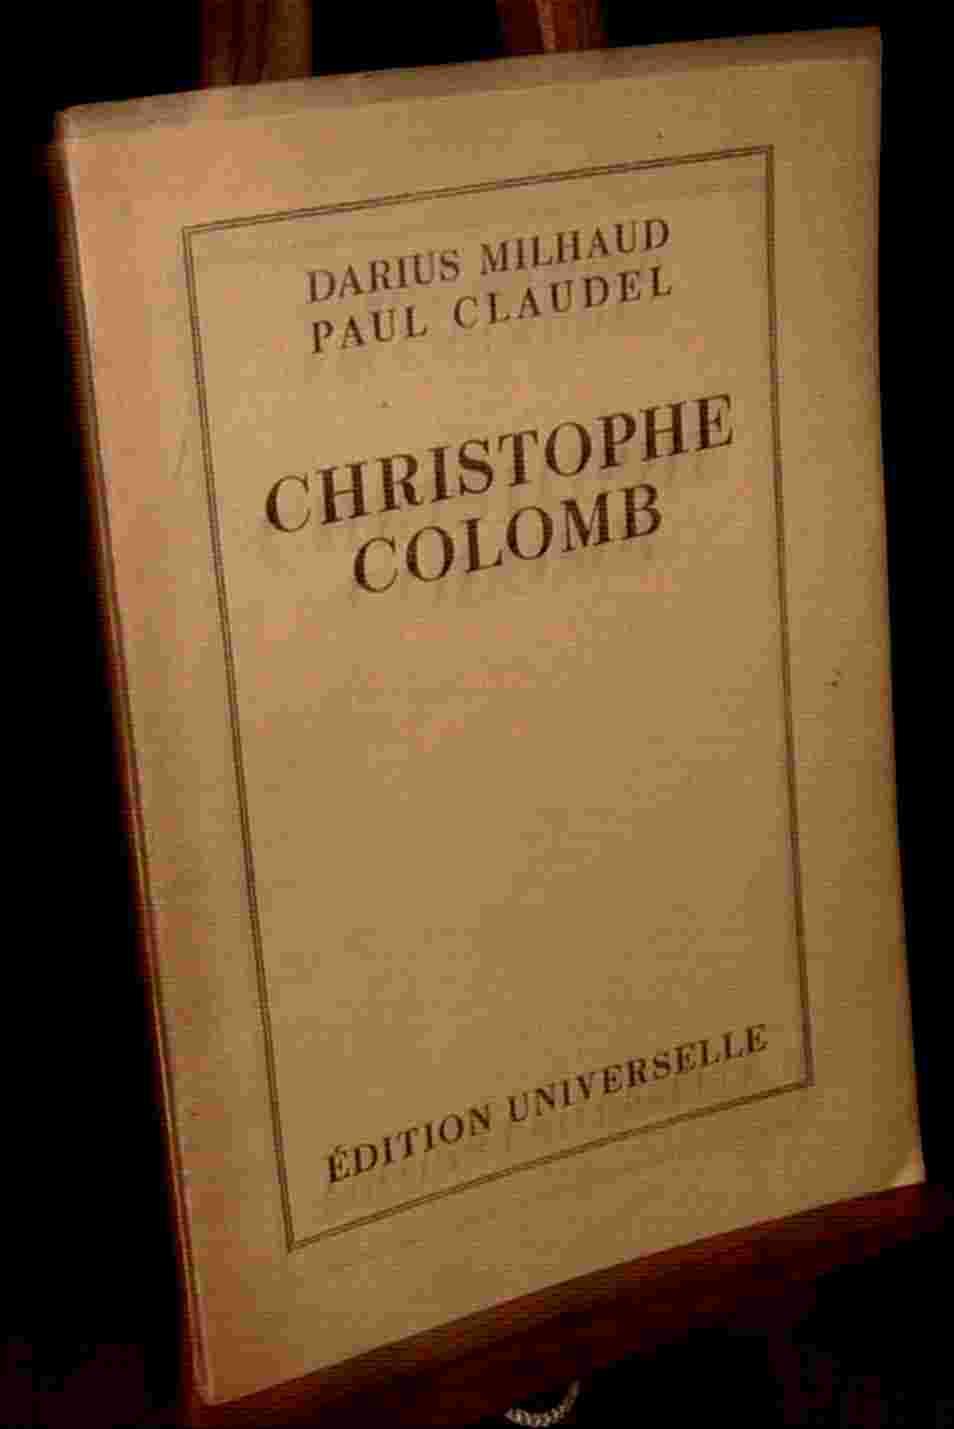 DARIUS MILHAUD
PAUL CLAUDEL
CHRISTOPHE
COLOMB
ÉDITION UNIVERSELLE